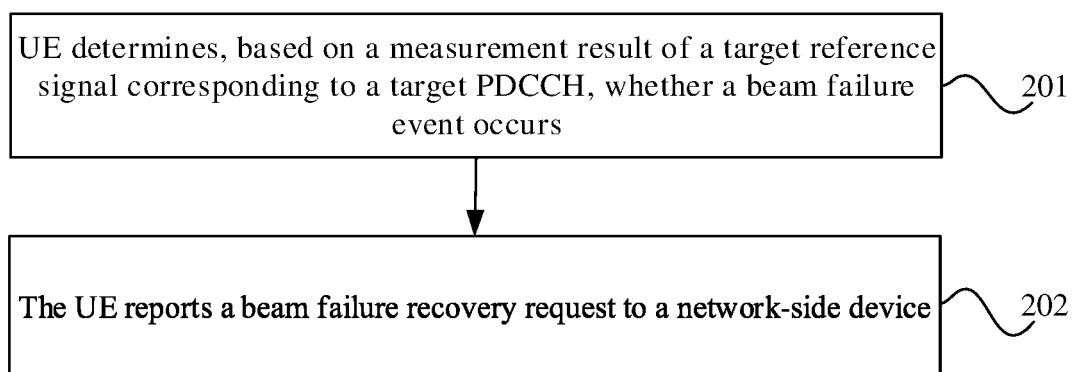 UE determines, based on a measurement result of a target reference
signal corresponding to a target PDCCH, whether a beam failure
event occurs
201
The UE reports a beam failure recovery request to a network-side device
202